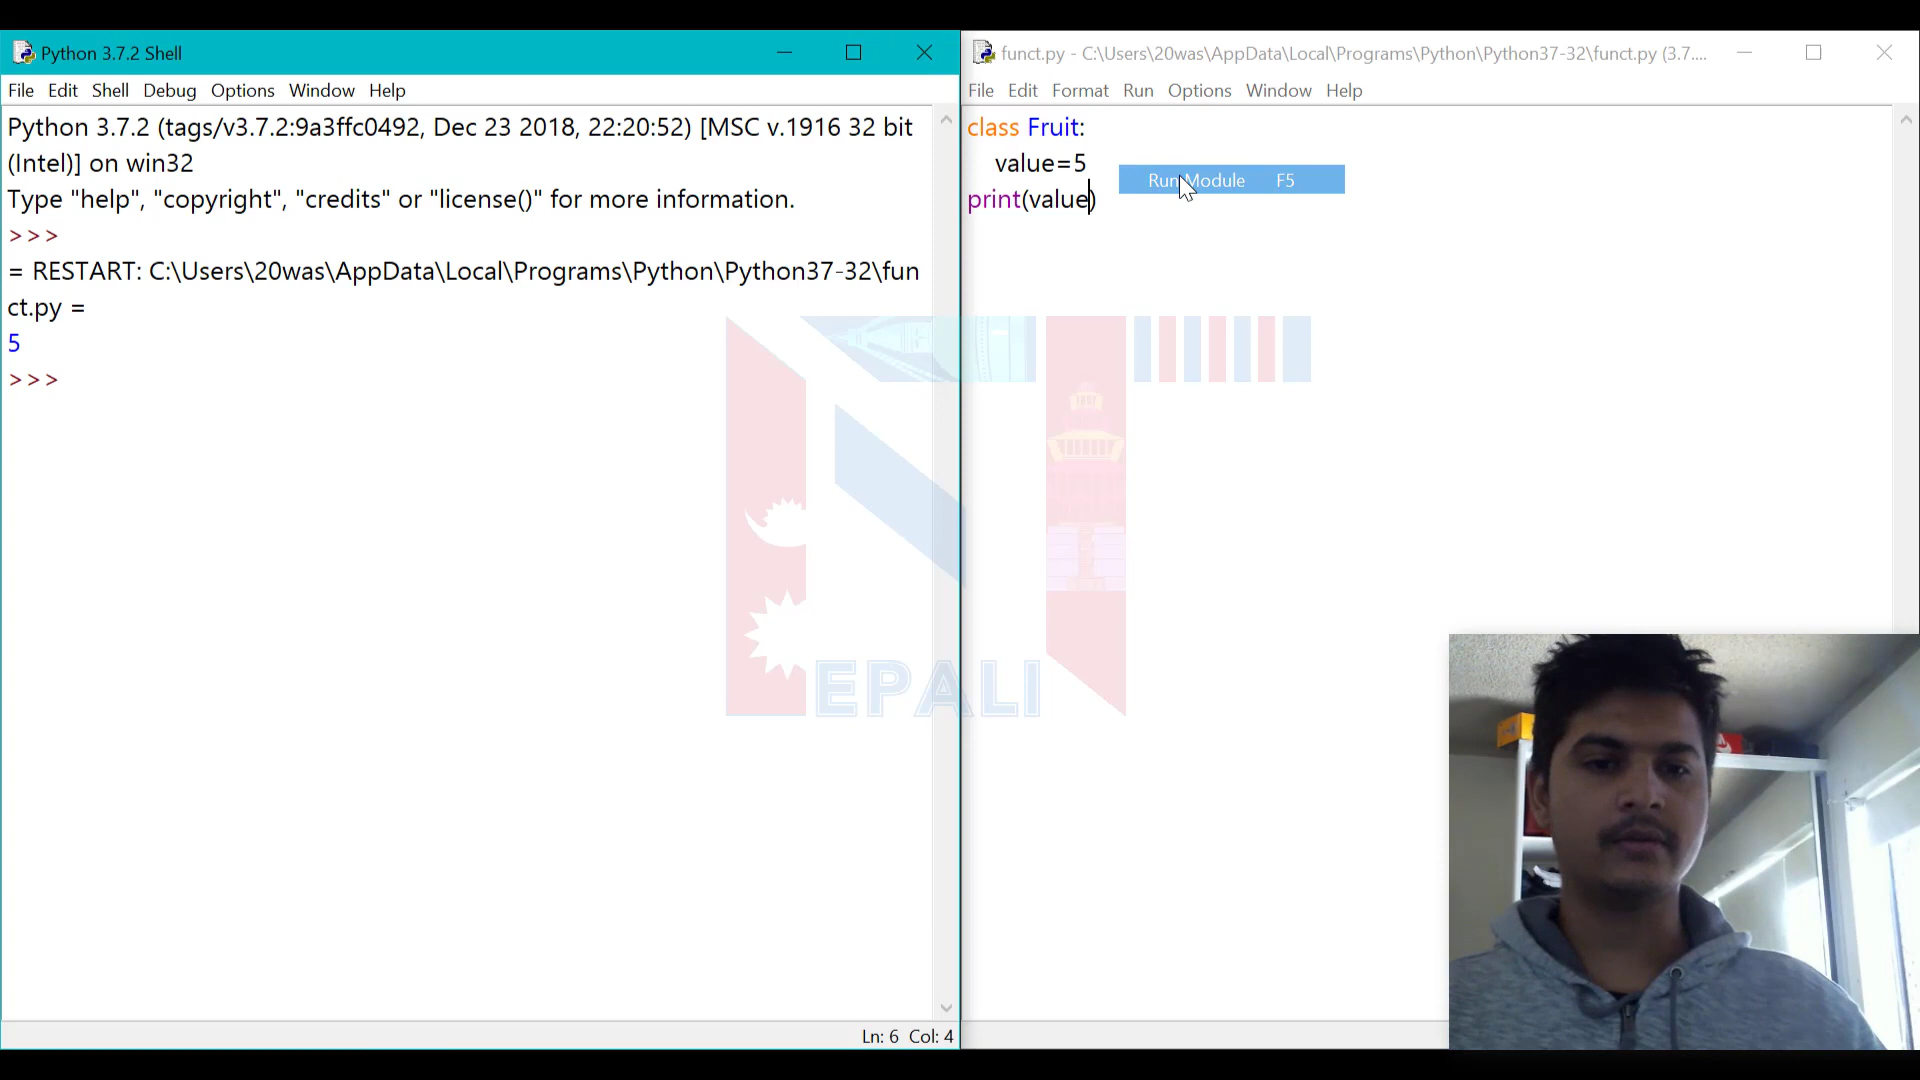 Python 3.7.2 Shell
File Edit Shell Debug Options Window Help
Python 3.7.2 (tags/v3.7.2:9a3ffc0492, Dec 23 2018, 22:20:52) [MSC v.1916 32 bit
(Intel)] on win32
Type "help", "copyright", "credits" or "license()" for more information.
>>>
= RESTART: C:\Users\20was\AppData\Local\Programs\Python\Python37-32\fun
ct.py =
5
>>>
Ln: 6 Col: 4
funct.py - C:\Users\20was\AppData\Local\Programs\Python\Python37-32\funct.py (3.7....
File Edit Format Run Options Window Help
class Fruit:
value=5
print(value)
Run Module F5
EPALI